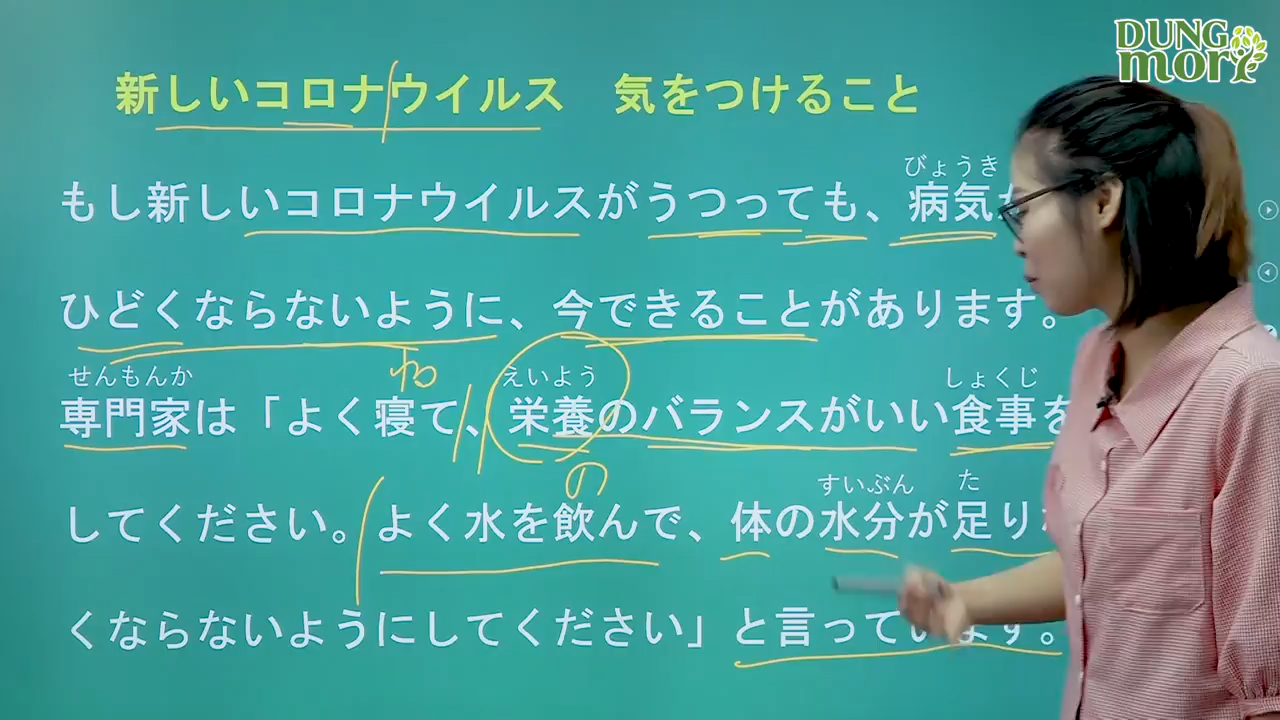 DUNG
mori
新しいコロナウイルス 気をつけること
びょうき
もし新しいコロナウイルスがうつっても、病気
ひどくならないように、今できることがあります。
ね
せんもんか えいよう しょくじ
専門家は「よく寝て、栄養のバランスがいい食事を
の
すいぶん た
してください。よく水を飲んで、体の水分が足り
くならないようにしてください」と言っています。